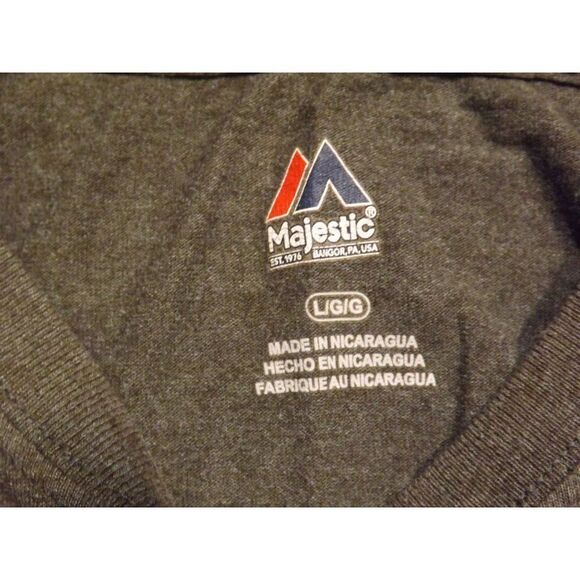 Majestic®
EST. 1976 BANGOR, PA, USA
L/G/G
MADE IN NICARAGUA
HECHO EN NICARAGUA
FABRIQUE AU NICARAGUA